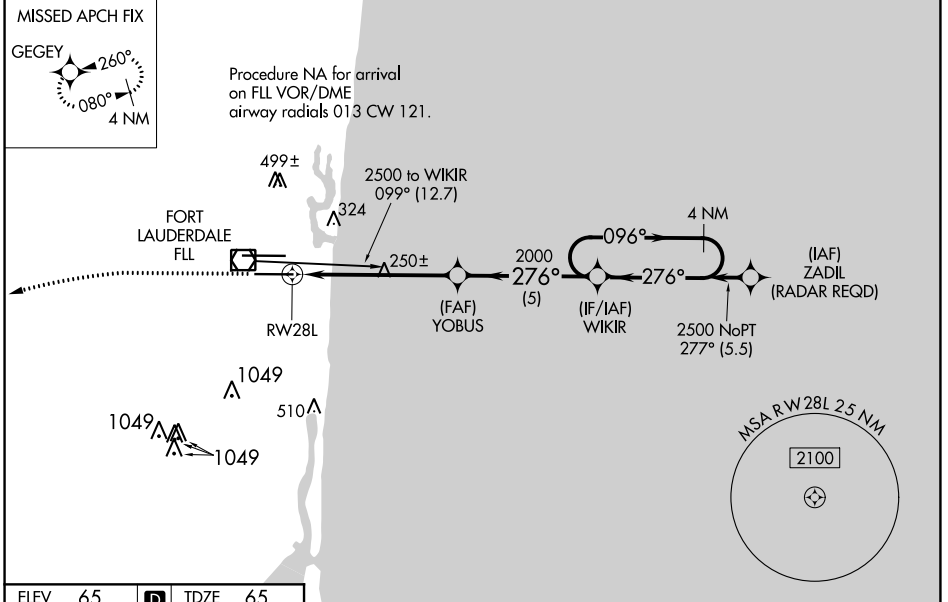 MISSED APCH FIX
GEGEY
260°
080°
4 NM
Procedure NA for arrival
on FLL VOR/DME
airway radials 013 CW 121.
499±
324
2500 to WIKIR
099° (12.7)
FORT
LAUDERDALE
FLL
250±
RW28L
(FAF)
YOBUS
2000
276°
(5)
096°
4 NM
276°
(IF/IAF)
WIKIR
(IAF)
ZADIL
(RADAR REQD)
2500 NoPT
277° (5.5)
1049
510
1049
1049
MSA RW28L 25 NM
2100
ELEV 65 D TDZE 65